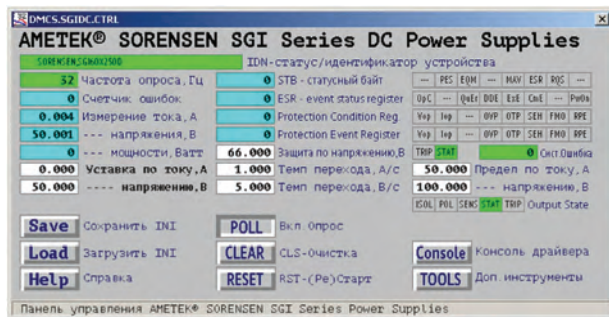 DMCS.SGIDC.CTRL
AMETEK® SORENSEN SGI Series DC Power Supplies
IDN-статус/идентификатор устройства
32 Частота опроса, Гц 0 STB - статусный байт --- PES EQM --- MAV ESR RQS ---
0 Счетчик ошибок 0 ESR - event status register OpC --- QuEr DDE ExE CmE --- PwOn
0.004 Измерение тока, А 0 Protection Condition Reg. Vop Iop --- OVP OTP SEH FMO RPE
50.001 --- напряжения, В 0 Protection Event Register Vop Iop --- OVP OTP SEH FMO RPE
0 --- мощности, Ватт 66.000 Защита по напряжению, В TRIP STAT 0 Сист.Ошибка
0.000 Уставка по току, А 1.000 Темп перехода, А/с 50.000 Предел по току, А
50.000 ---- напряжению, В 5.000 Темп перехода, В/с 100.000 --- напряжению, В
ISOL POL SENS STAT TRIP Output State
Save Сохранить INI POLL Вкл. Опрос
Load Загрузить INI CLEAR CLS-Очистка Console Консоль драйвера
Help Справка RESET RST-(Ре)Старт TOOLS Доп.инструменты
Панель управления AMETEK® SORENSEN SGI Series Power Supplies